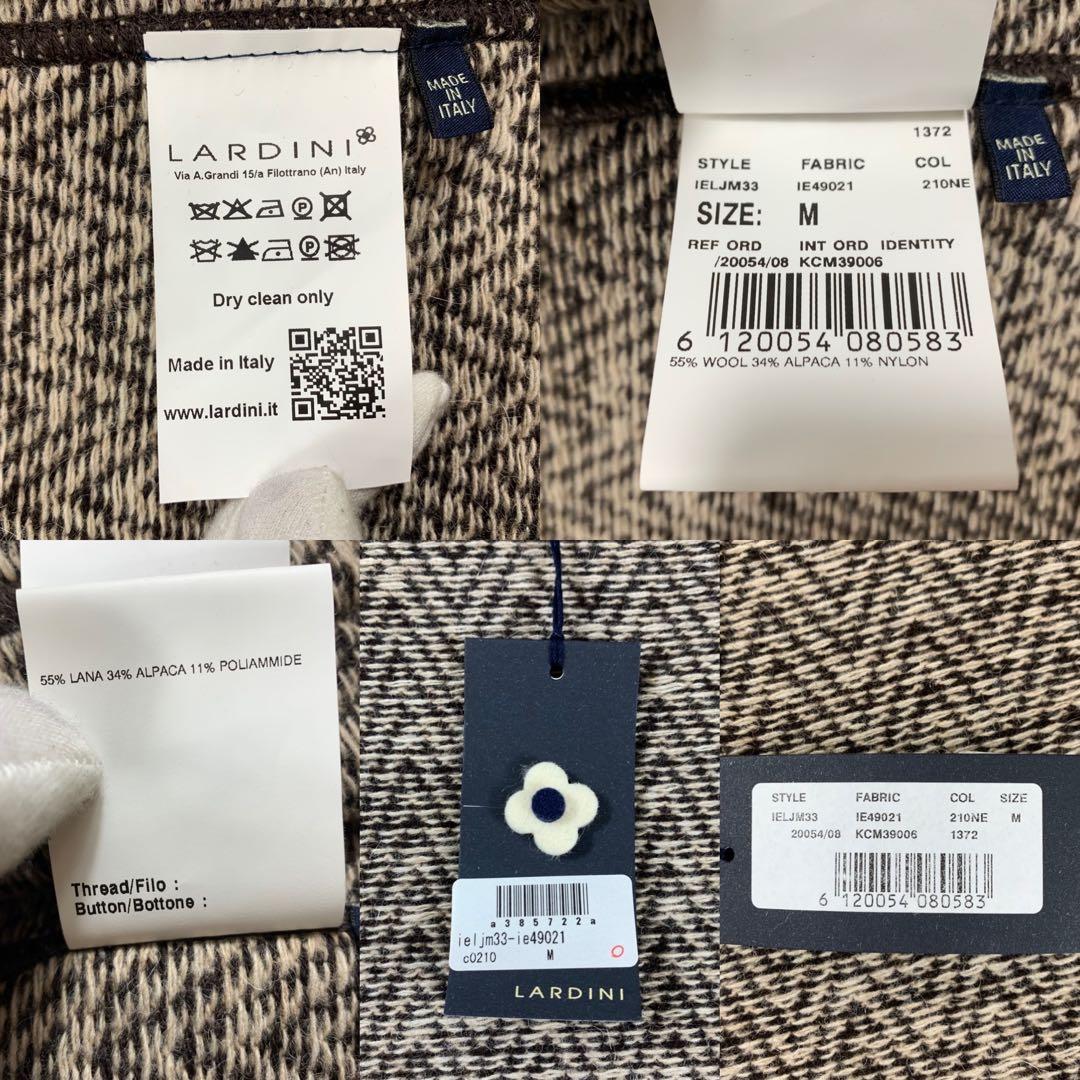 LARDINI
Via A.Grandi 15/a Filottrano (An) Italy
Dry clean only
Made in Italy
www.lardini.it
MADE
IN
ITALY
1372
STYLE FABRIC COL
IELJM33 IE49021 210NE
SIZE: M
REF ORD INT ORD IDENTITY
/20054/08 KCM39006
6 120054 080583
55% WOOL 34% ALPACA 11% NYLON
MADE
IN
ITALY
55% LANA 34% ALPACA 11% POLIAMMIDE
Thread/Filo :
Button/Bottone :
a385722a
ieljm33-ie49021
c0210 M
LARDINI
STYLE FABRIC COL SIZE
IELJM33 IE49021 210NE M
20054/08 KCM39006 1372
6 120054 080583